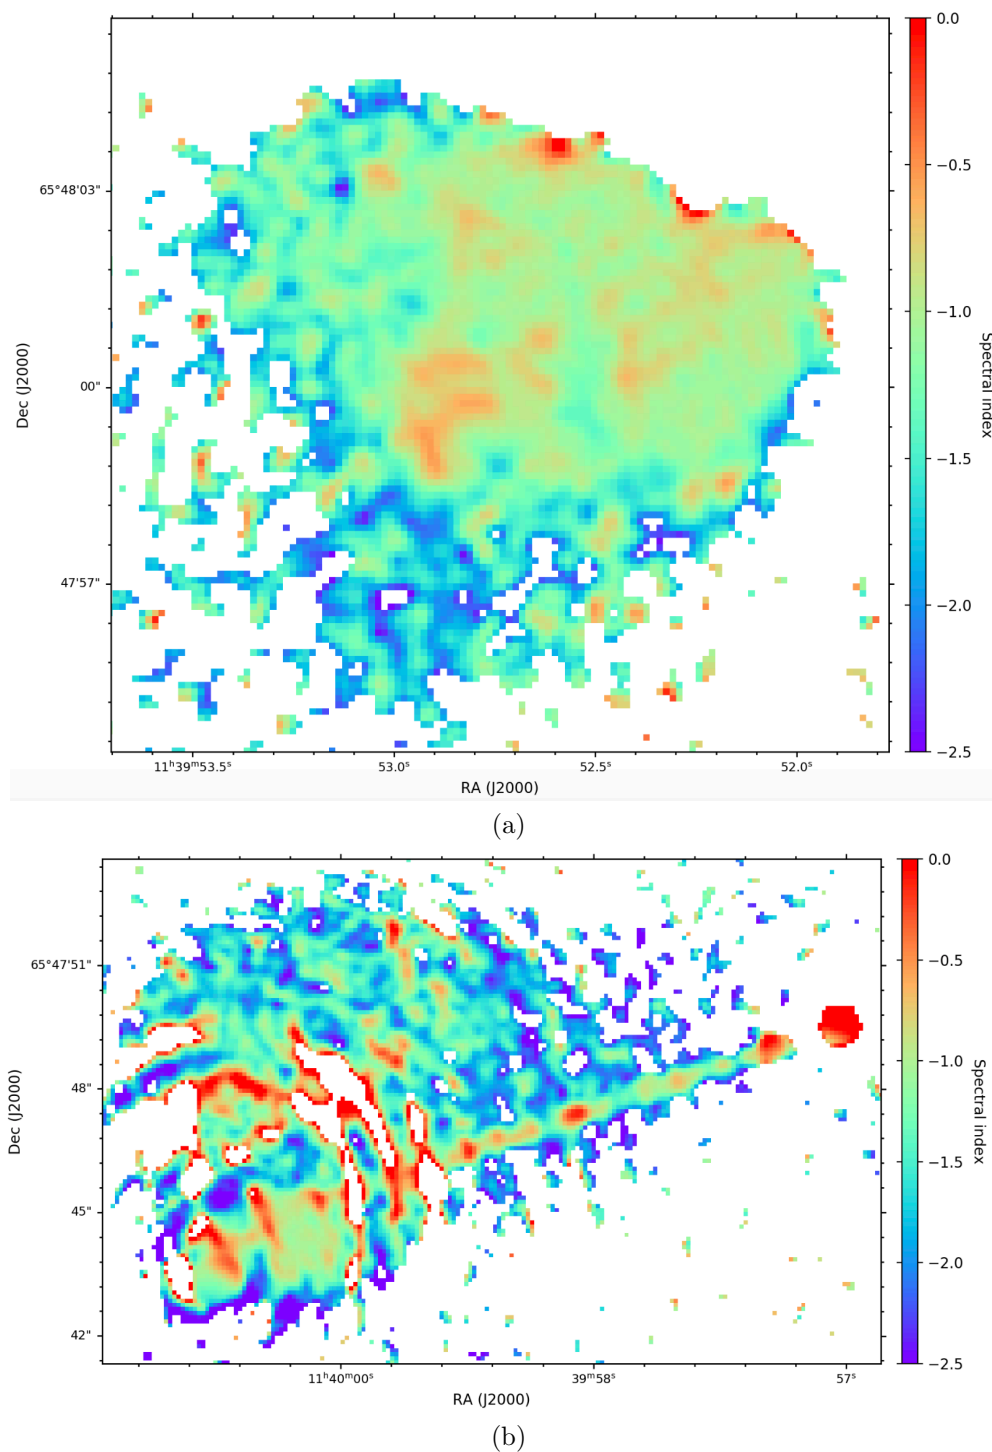 0.0
−0.5
65°48'03"
−1.0
Spectral index
Dec (J2000)
00"
−1.5
47'57"
−2.0
−2.5
11h39m53.5s
53.0s
52.5s
52.0s
RA (J2000)
(a)
0.0
65°47'51"
−0.5
48"
−1.0
Dec (J2000)
Spectral index
−1.5
45"
−2.0
42"
−2.5
11h40m00s
39m58s
57s
RA (J2000)
(b)